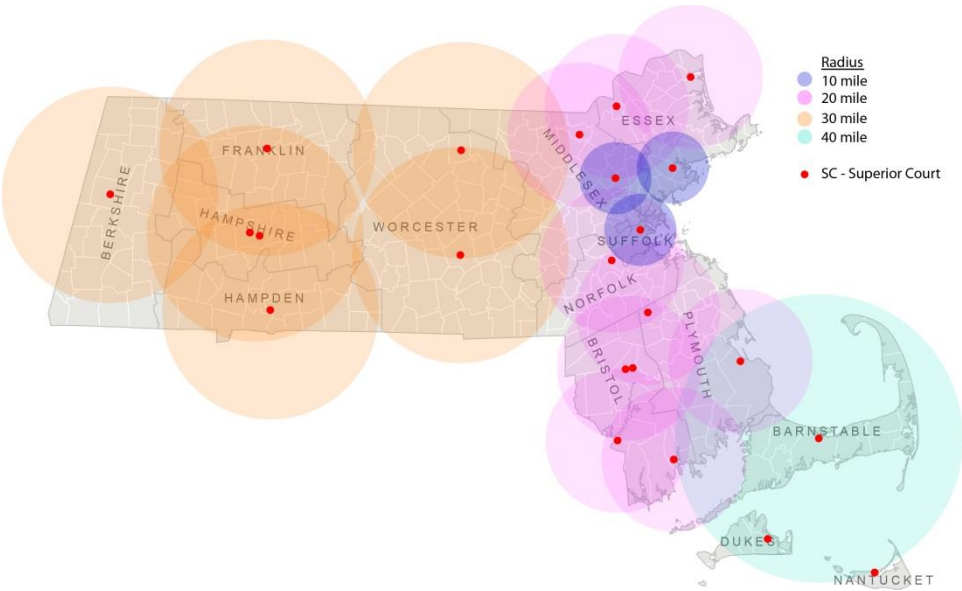 Radius
10 mile
20 mile
30 mile
40 mile
SC - Superior Court
ESSEX
MIDDLESEX
FRANKLIN
BERKSHIRE
HAMPSHIRE
WORCESTER
SUFFOLK
NORFOLK
HAMPDEN
PLYMOUTH
BRISTOL
BARNSTABLE
DUKES
NANTUCKET